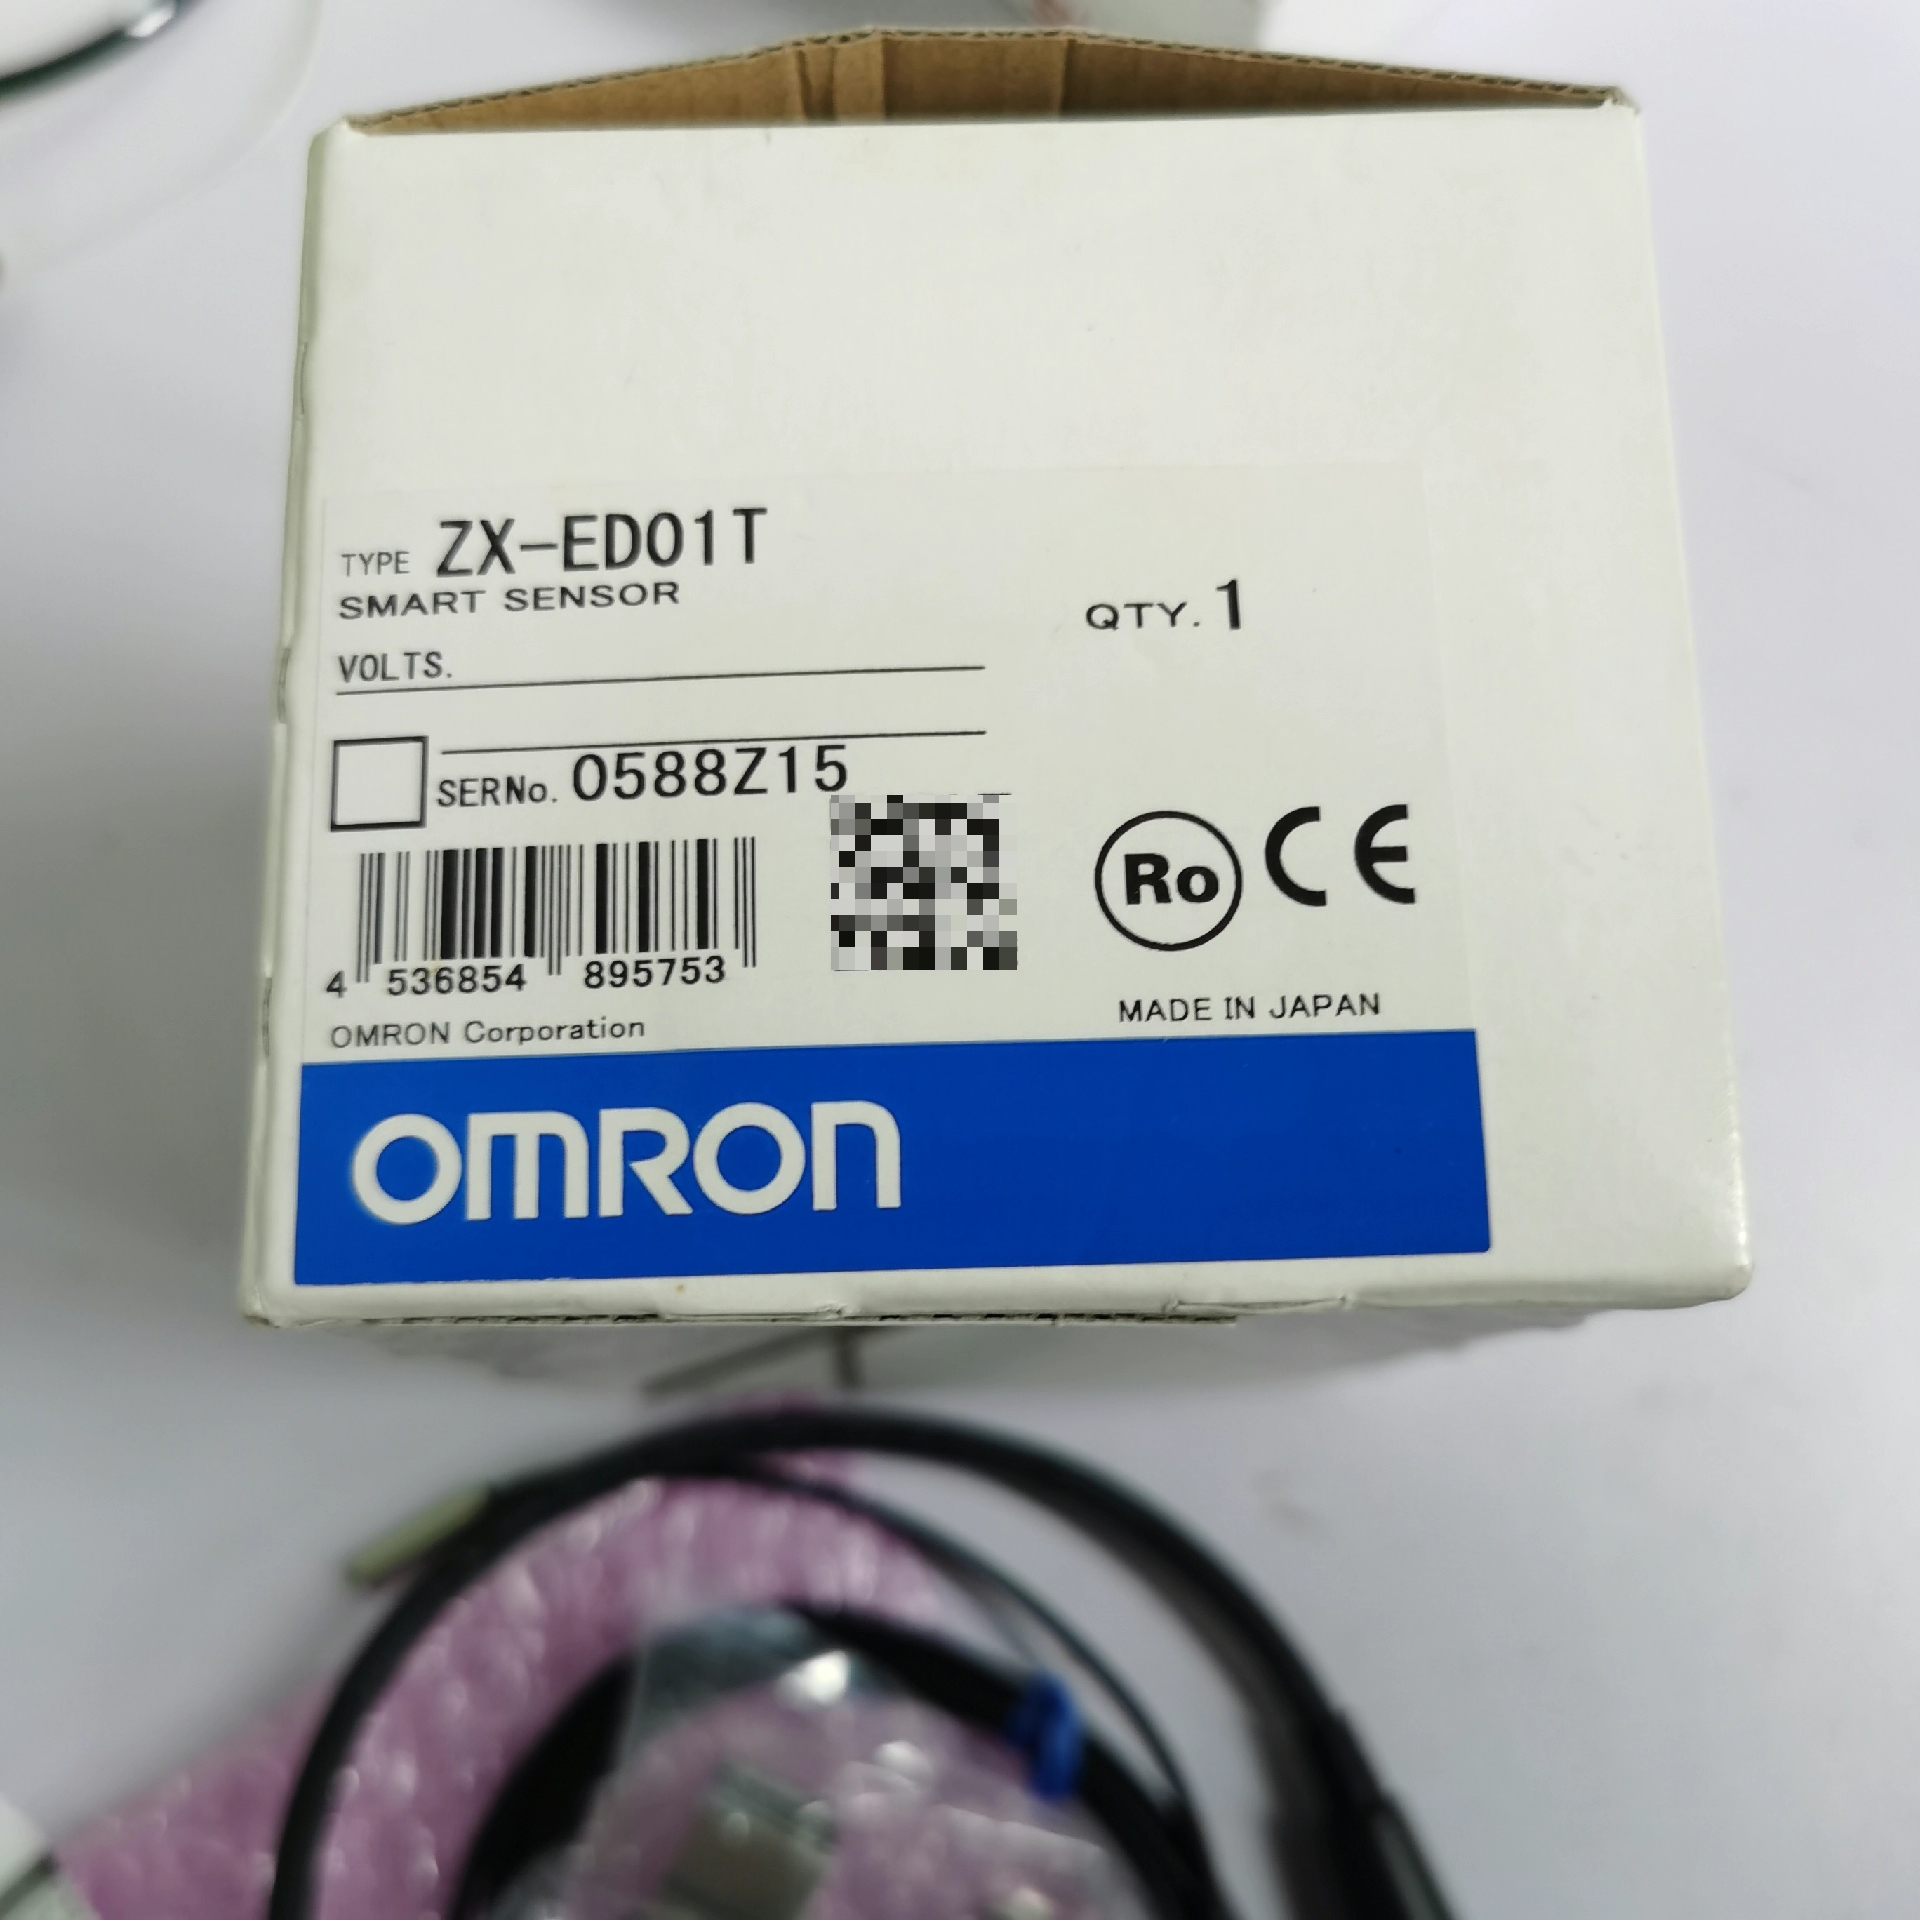 TYPE ZX-ED01T
SMART SENSOR
QTY. 1
VOLTS.
SERNo. 0588Z15
Ro CE
4 536854 895753
MADE IN JAPAN
OMRON Corporation
OMRON